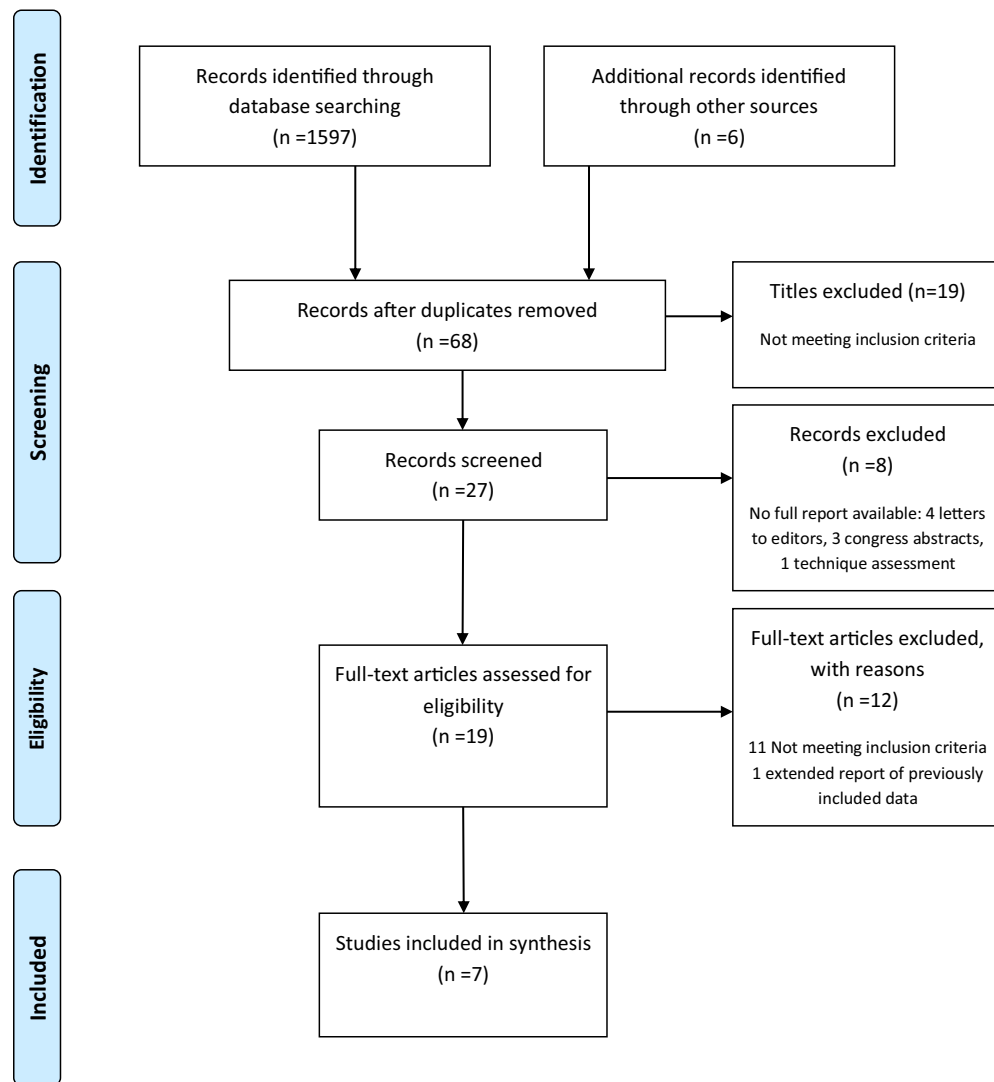 Identification
Records identified through
database searching
(n =1597)
Additional records identified
through other sources
(n =6)
Screening
Records after duplicates removed
(n =68)
Titles excluded (n=19)
Not meeting inclusion criteria
Records screened
(n =27)
Records excluded
(n =8)
No full report available: 4 letters
to editors, 3 congress abstracts,
1 technique assessment
Eligibility
Full-text articles assessed for
eligibility
(n =19)
Full-text articles excluded,
with reasons
(n =12)
11 Not meeting inclusion criteria
1 extended report of previously
included data
Included
Studies included in synthesis
(n =7)